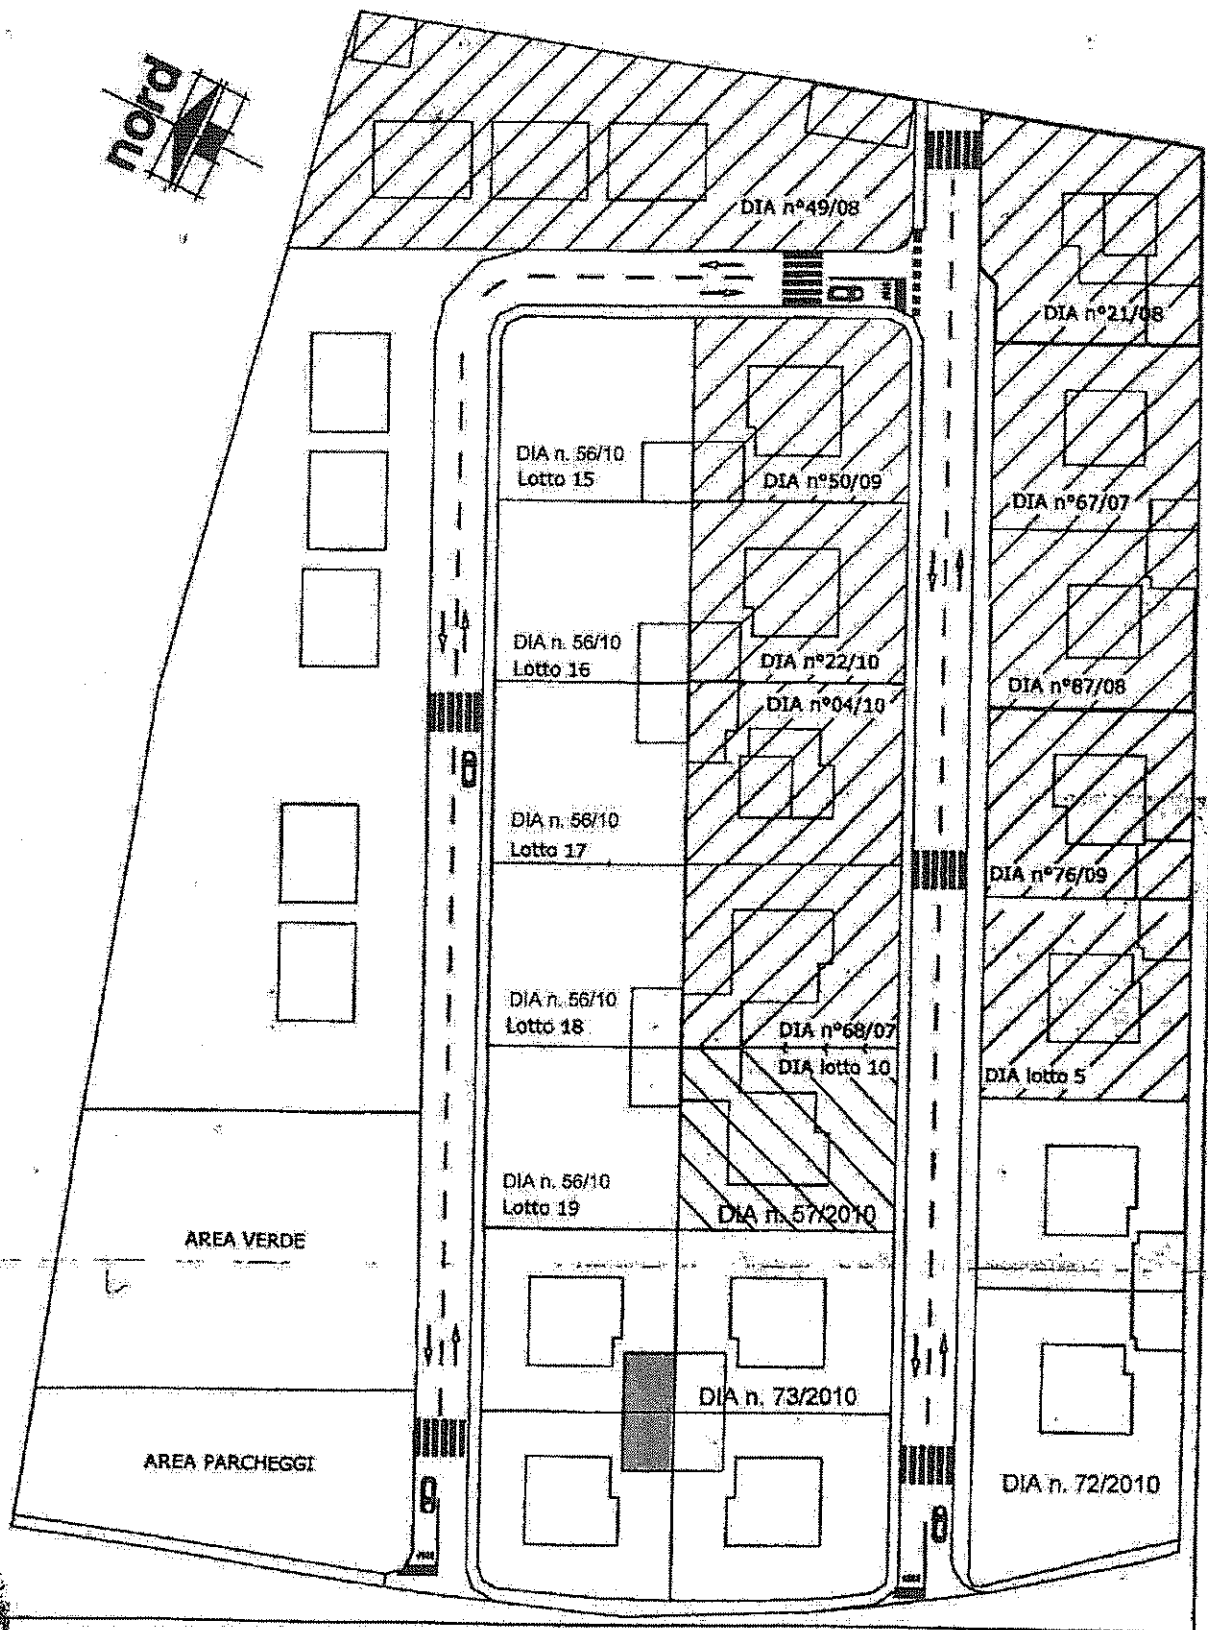 nord
DIA n°49/08
DIA n°21/08
DIA n. 56/10
Lotto 15
DIA n°50/09
DIA n°67/07
DIA n. 56/10
Lotto 16
DIA n°22/10
DIA n°87/08
DIA n°04/10
DIA n. 56/10
Lotto 17
DIA n°76/09
DIA n. 56/10
Lotto 18
DIA n°68/07
DIA lotto 10
DIA lotto 5
DIA n. 56/10
Lotto 19
DIA n. 57/2010
AREA VERDE
DIA n. 73/2010
AREA PARCHEGGI
DIA n. 72/2010